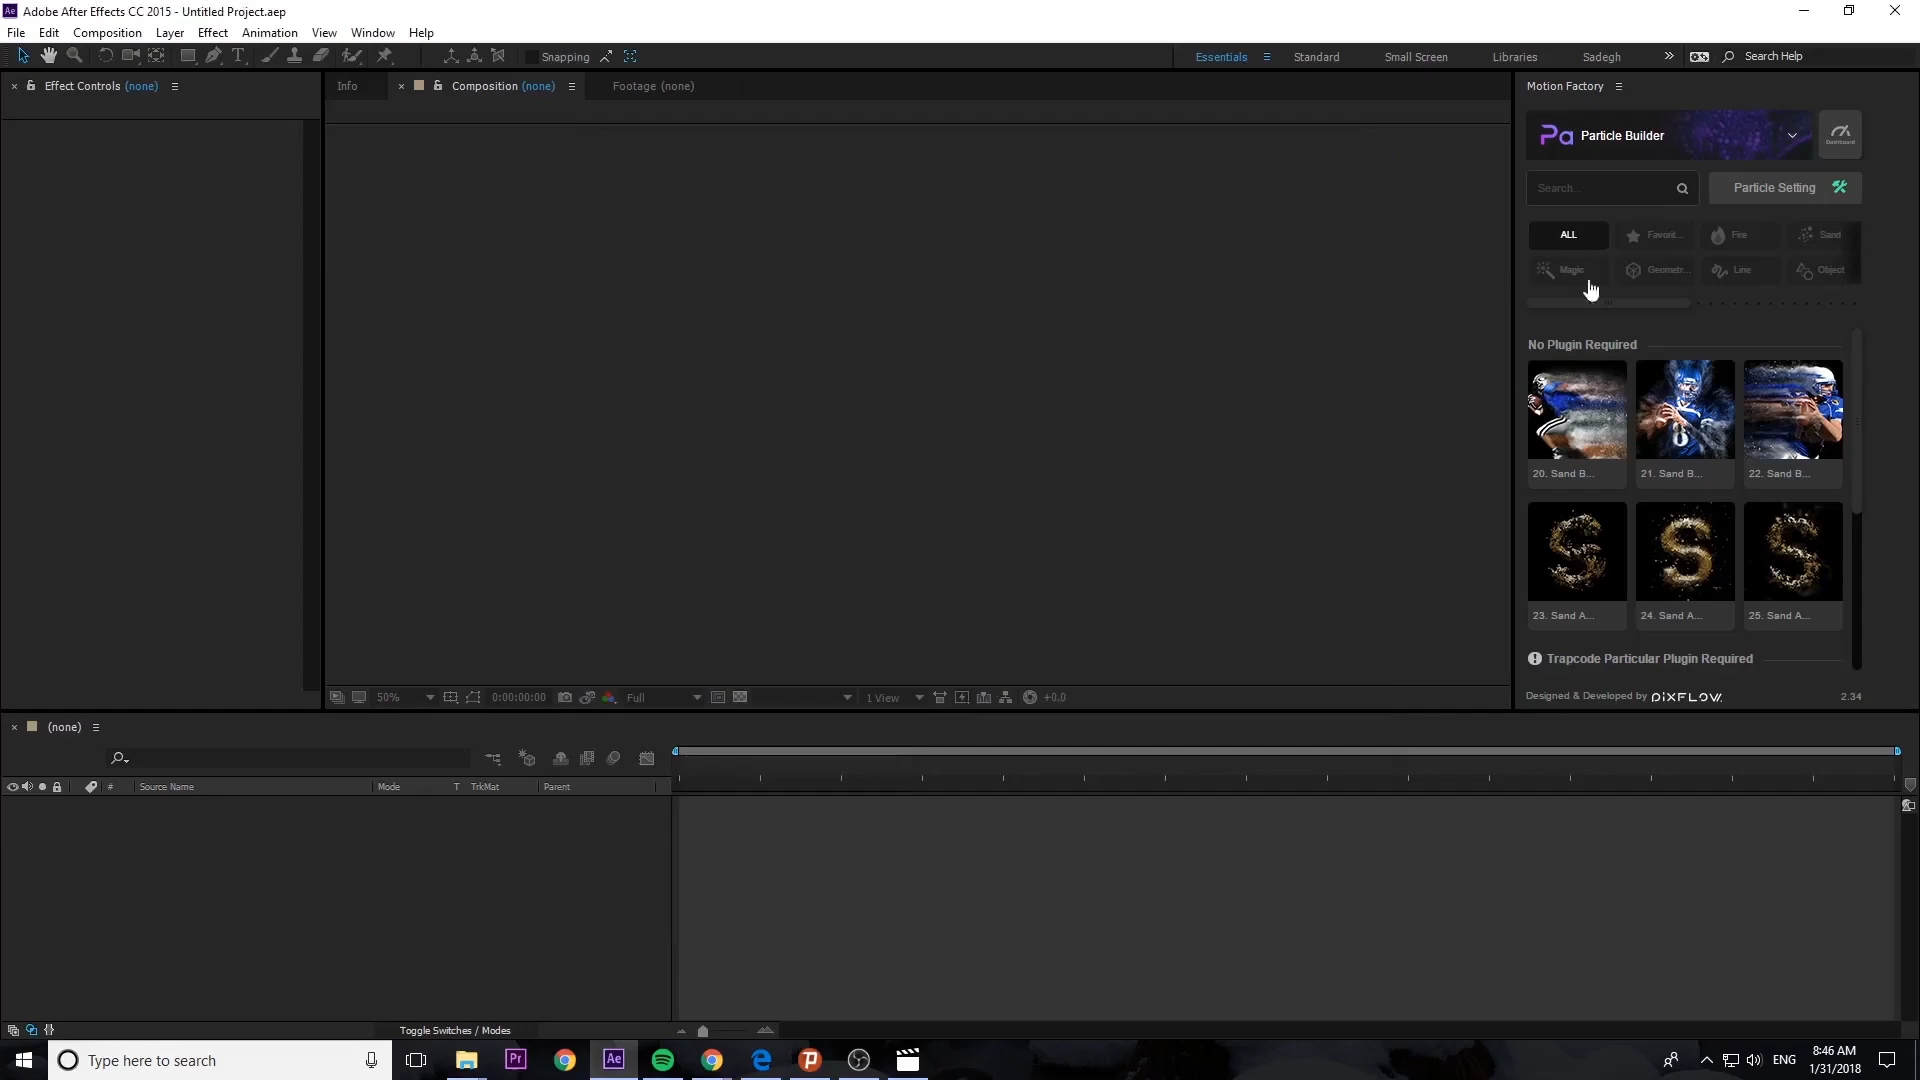 Adobe After Effects CC 2015 - Untitled Project.aep
File Edit Composition Layer Effect Animation View Window Help
Snapping
Essentials Standard Small Screen Libraries Sadegh Search Help
Effect Controls (none)
Info Composition (none) Footage (none)
Motion Factory
Pa Particle Builder
Dashboard
Search...
Particle Setting
ALL Favorit... Fire Sand
Magic Geometr... Line Object
No Plugin Required
20. Sand B... 21. Sand B... 22. Sand B...
23. Sand A... 24. Sand A... 25. Sand A...
Trapcode Particular Plugin Required
Designed & Developed by PIXFLOW 2.34
50% 0:00:00:00 Full 1 View +0.0
(none)
# Source Name Mode T TrkMat Parent
Toggle Switches / Modes
Type here to search
Pr
Ae
ENG
8:46 AM
1/31/2018